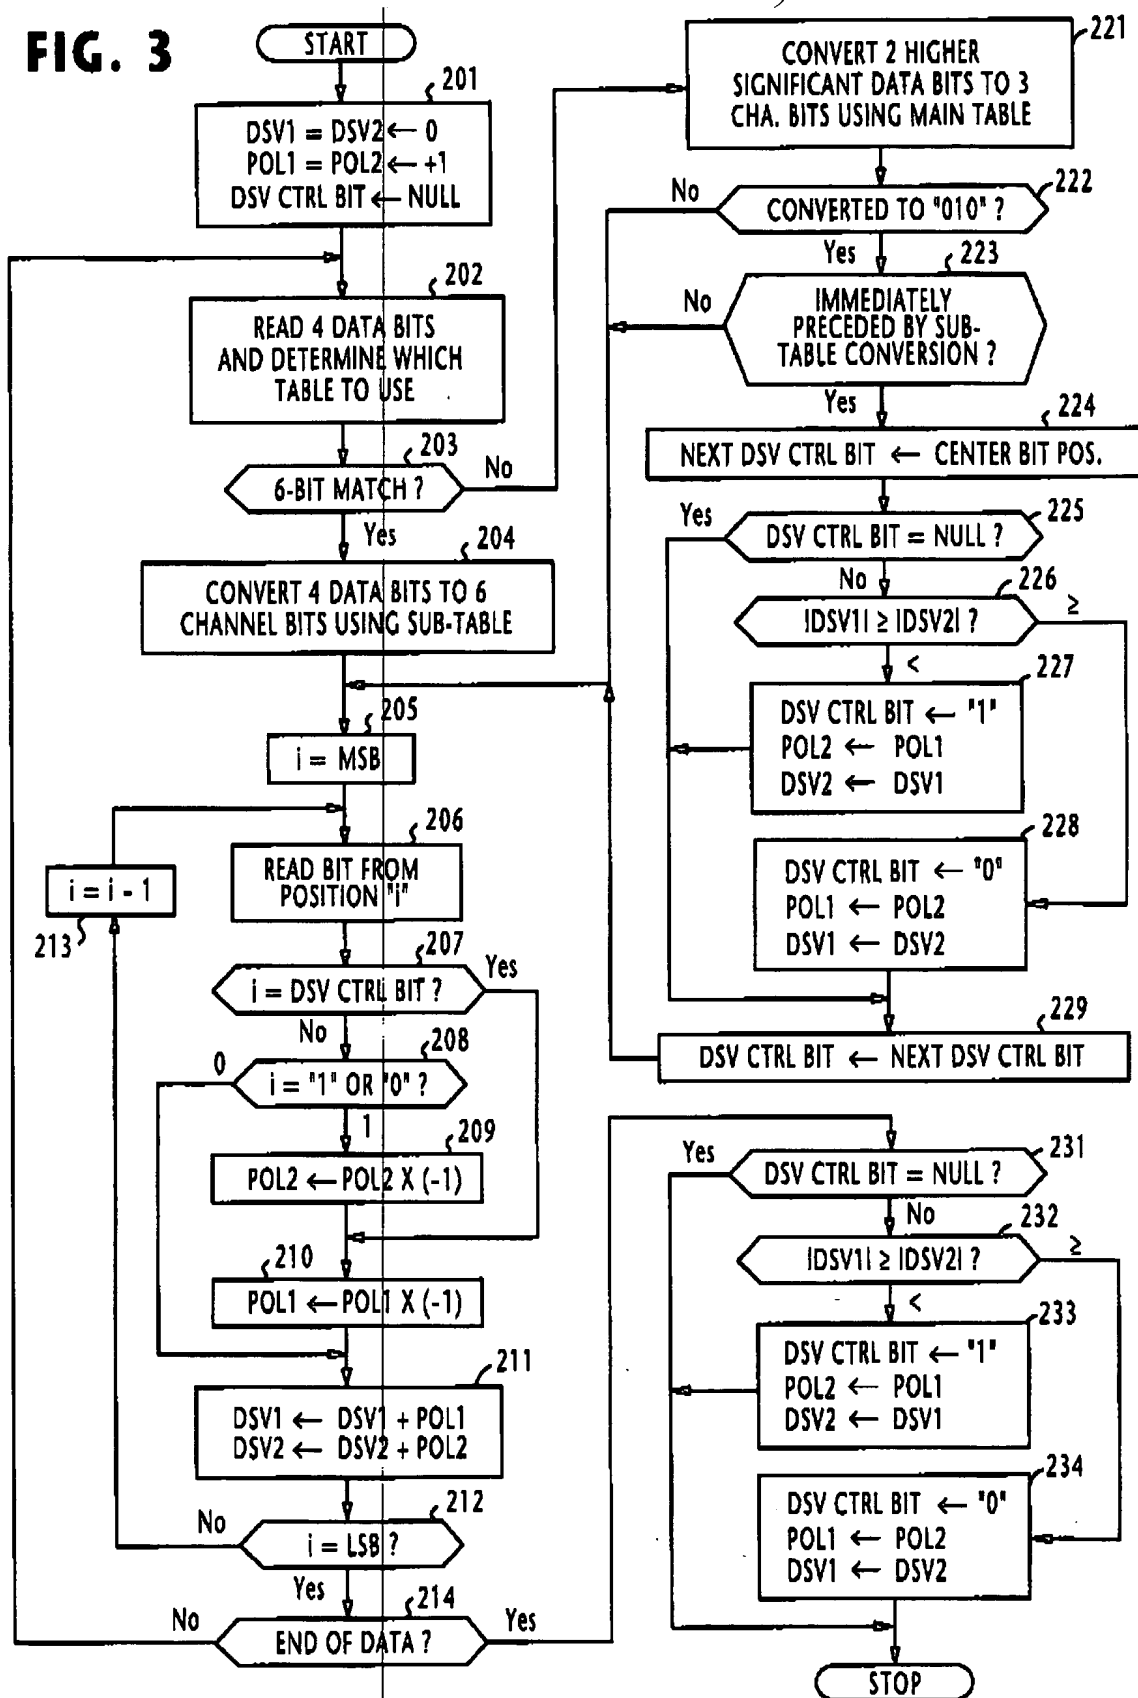 FIG. 3
START
201
DSV1 = DSV2 ← 0
POL1 = POL2 ← +1
DSV CTRL BIT ← NULL
202
READ 4 DATA BITS
AND DETERMINE WHICH
TABLE TO USE
203
6-BIT MATCH ?
No
Yes
204
CONVERT 4 DATA BITS TO 6
CHANNEL BITS USING SUB-TABLE
205
i = MSB
206
READ BIT FROM
POSITION "i"
i = i - 1
213
207
i = DSV CTRL BIT ?
Yes
No
208
0
i = "1" OR "0" ?
1
209
POL2 ← POL2 X (-1)
210
POL1 ← POL1 X (-1)
211
DSV1 ← DSV1 + POL1
DSV2 ← DSV2 + POL2
212
No
i = LSB ?
Yes
214
No
END OF DATA ?
Yes
221
CONVERT 2 HIGHER
SIGNIFICANT DATA BITS TO 3
CHA. BITS USING MAIN TABLE
222
No
CONVERTED TO "010" ?
Yes
223
No
IMMEDIATELY
PRECEDED BY SUB-
TABLE CONVERSION ?
Yes
224
NEXT DSV CTRL BIT ← CENTER BIT POS.
225
Yes
DSV CTRL BIT = NULL ?
No
226
|DSV1| ≥ |DSV2| ?
≥
<
227
DSV CTRL BIT ← "1"
POL2 ← POL1
DSV2 ← DSV1
228
DSV CTRL BIT ← "0"
POL1 ← POL2
DSV1 ← DSV2
229
DSV CTRL BIT ← NEXT DSV CTRL BIT
231
Yes
DSV CTRL BIT = NULL ?
No
232
|DSV1| ≥ |DSV2| ?
≥
<
233
DSV CTRL BIT ← "1"
POL2 ← POL1
DSV2 ← DSV1
234
DSV CTRL BIT ← "0"
POL1 ← POL2
DSV1 ← DSV2
STOP